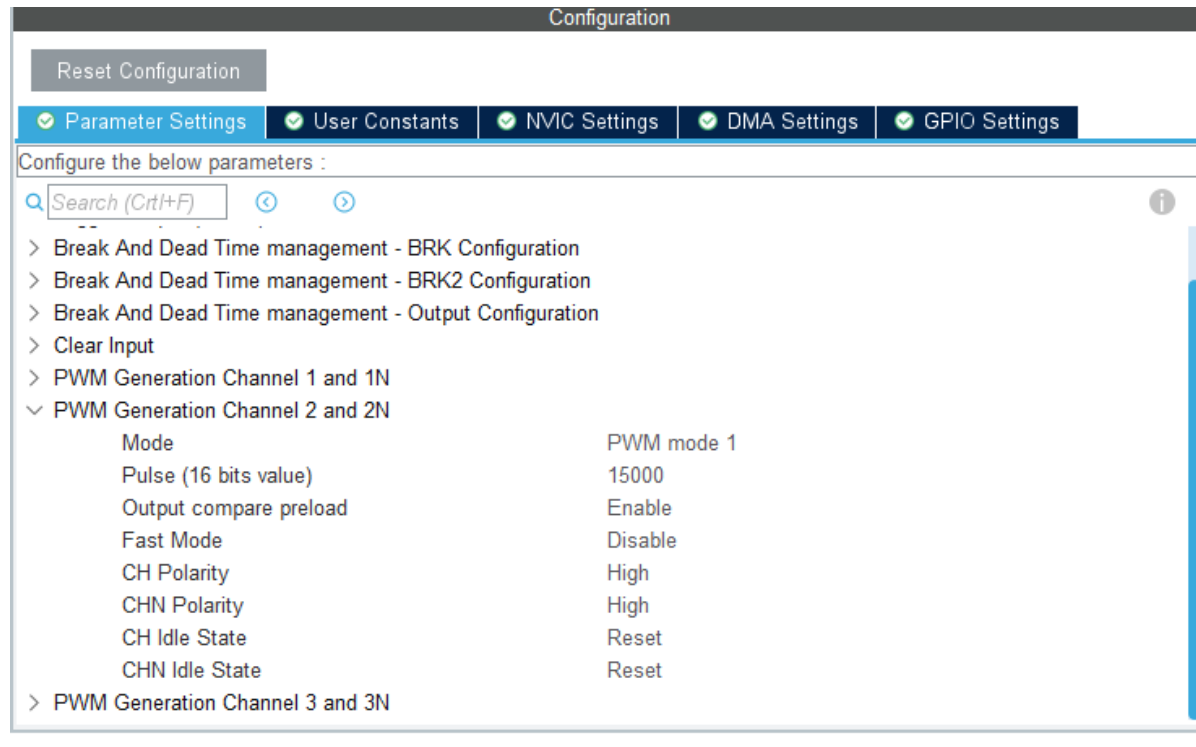 Configuration
Reset Configuration
Parameter Settings User Constants NVIC Settings DMA Settings GPIO Settings
Configure the below parameters :
Search (Crtl+F)
> Break And Dead Time management - BRK Configuration
> Break And Dead Time management - BRK2 Configuration
> Break And Dead Time management - Output Configuration
> Clear Input
> PWM Generation Channel 1 and 1N
PWM Generation Channel 2 and 2N
Mode PWM mode 1
Pulse (16 bits value) 15000
Output compare preload Enable
Fast Mode Disable
CH Polarity High
CHN Polarity High
CH Idle State Reset
CHN Idle State Reset
> PWM Generation Channel 3 and 3N